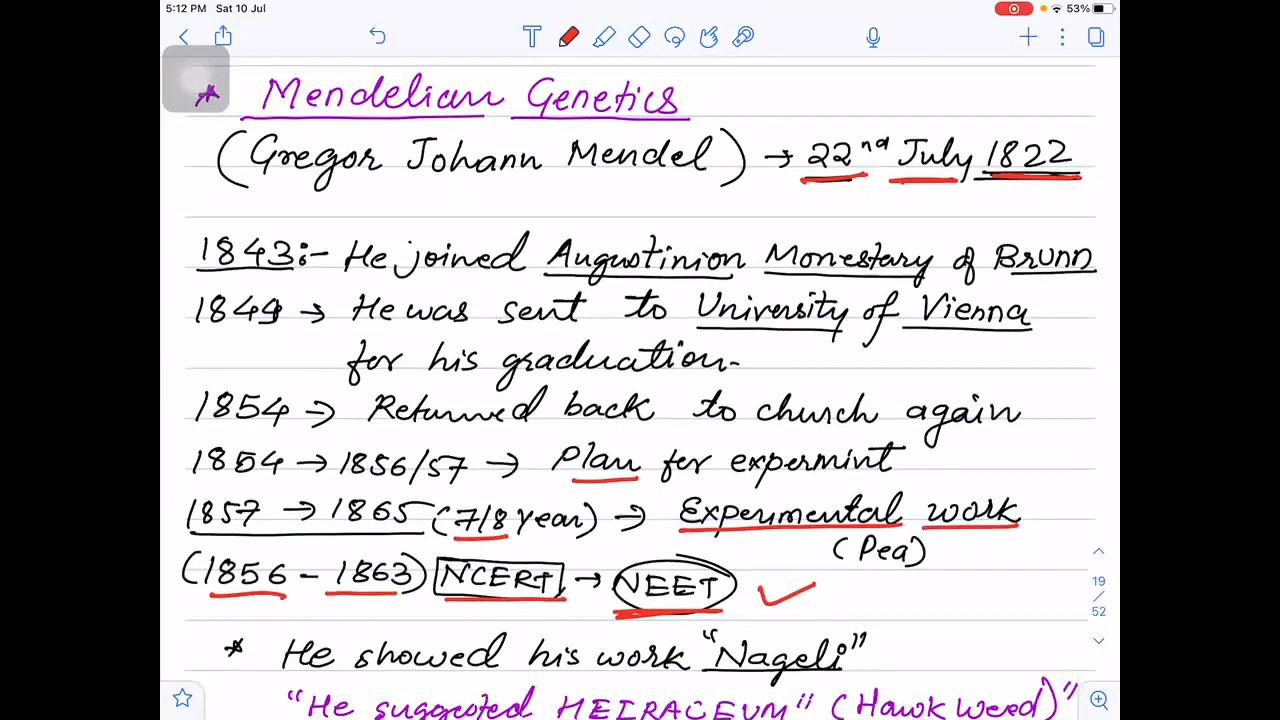 5:12 PM Sat 10 Jul 53%
* Mendelian Genetics
(Gregor Johann Mendel) → 22nd July 1822
1843:- He joined Augustinion Monestary of Brunn
1849 → He was sent to University of Vienna
for his graduation.
1854 → Returned back to church again
1854 → 1856/57 → Plan for expermint
1857 → 1865 (7/8 year) → Experimental work
(Pea)
(1856 - 1863) NCERT → NEET ✓
19
/
52
* He showed his work "Nageli"
"He suggested HEIRACEUM" (Hawk Weed)"